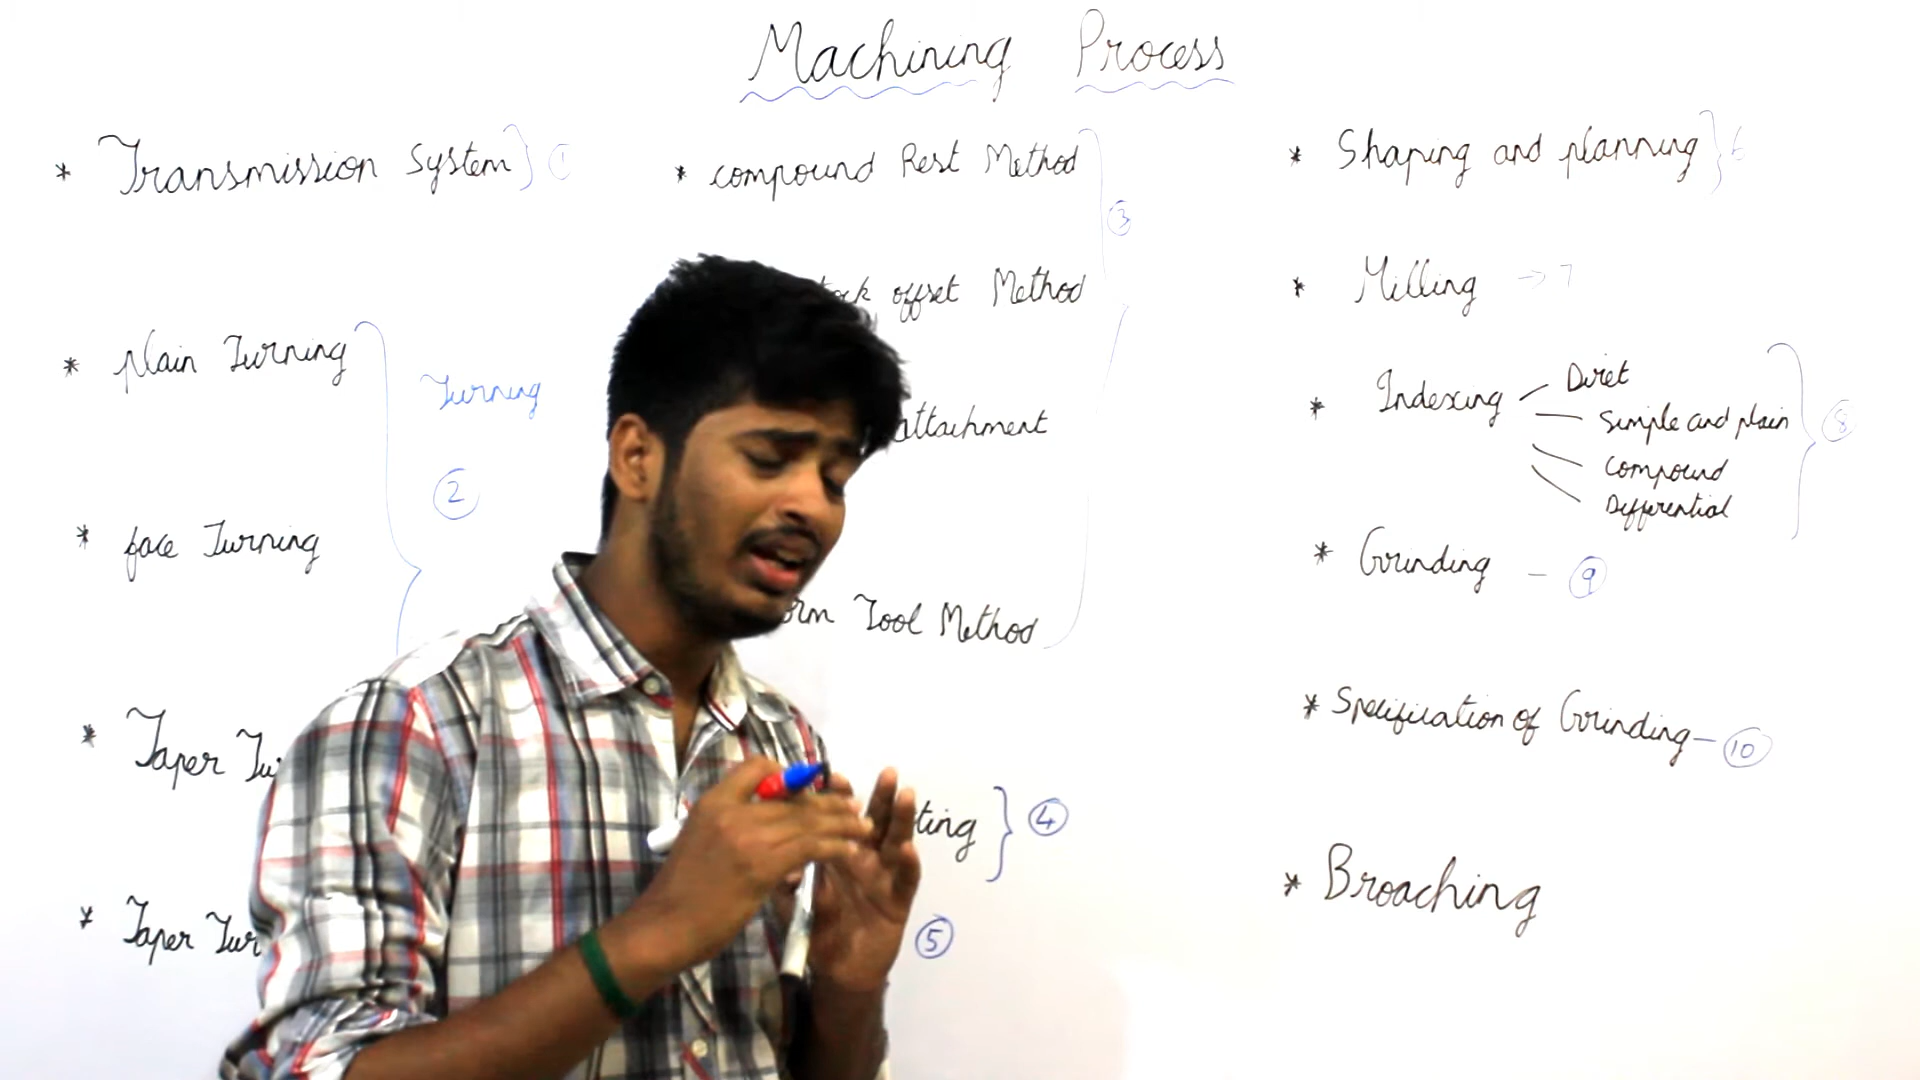 Machining Process
* Transmission System } 1
* plain Turning
Turning
2
* face Turning
* Taper
* Taper
* compound Rest Method
3
offset Method
attachment
Tool Method
4
5
* Shaping and planning } 6
* Milling → 7
* Indexing
Diret
Simple and plain
Compound
Differential
8
* Grinding - 9
* Specification of Grinding - 10
* Broaching